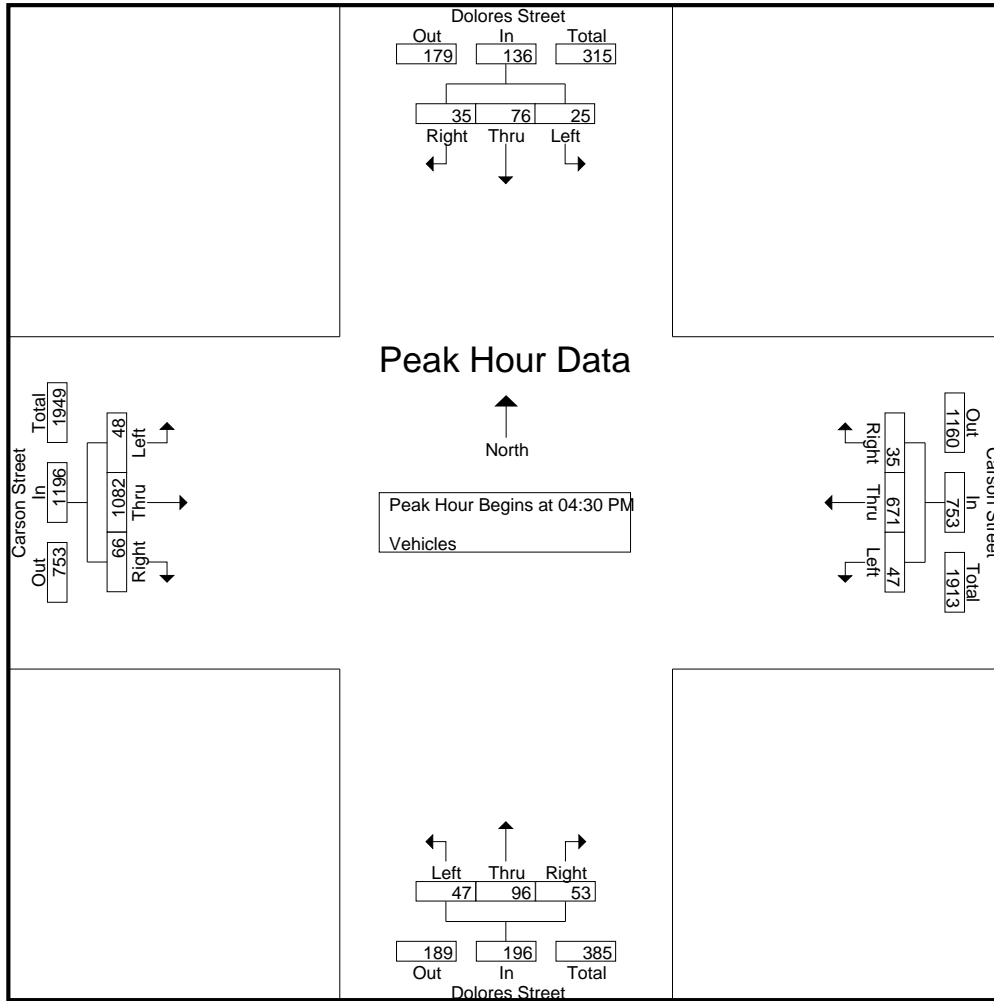 Dolores Street
Out In Total
179 136 315
35 76 25
Right Thru Left
Peak Hour Data
North
Peak Hour Begins at 04:30 PM
Vehicles
Carson Street
Total In Out
1949 1196 753
48 1082 66
Left Thru Right
Carson Street
Out In Total
1160 753 1913
35 671 47
Right Thru Left
Left Thru Right
47 96 53
189 196 385
Out In Total
Dolores Street